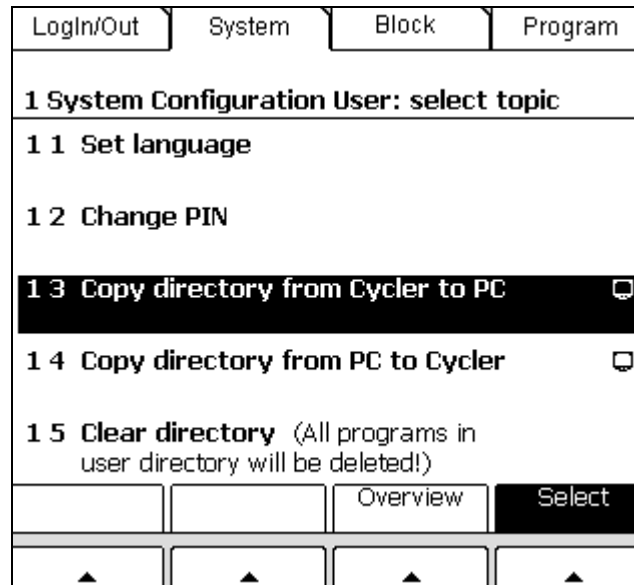 LogIn/Out System Block Program
1 System Configuration User: select topic
1 1 Set language
1 2 Change PIN
1 3 Copy directory from Cycler to PC
1 4 Copy directory from PC to Cycler
1 5 Clear directory (All programs in
user directory will be deleted!)
Overview Select